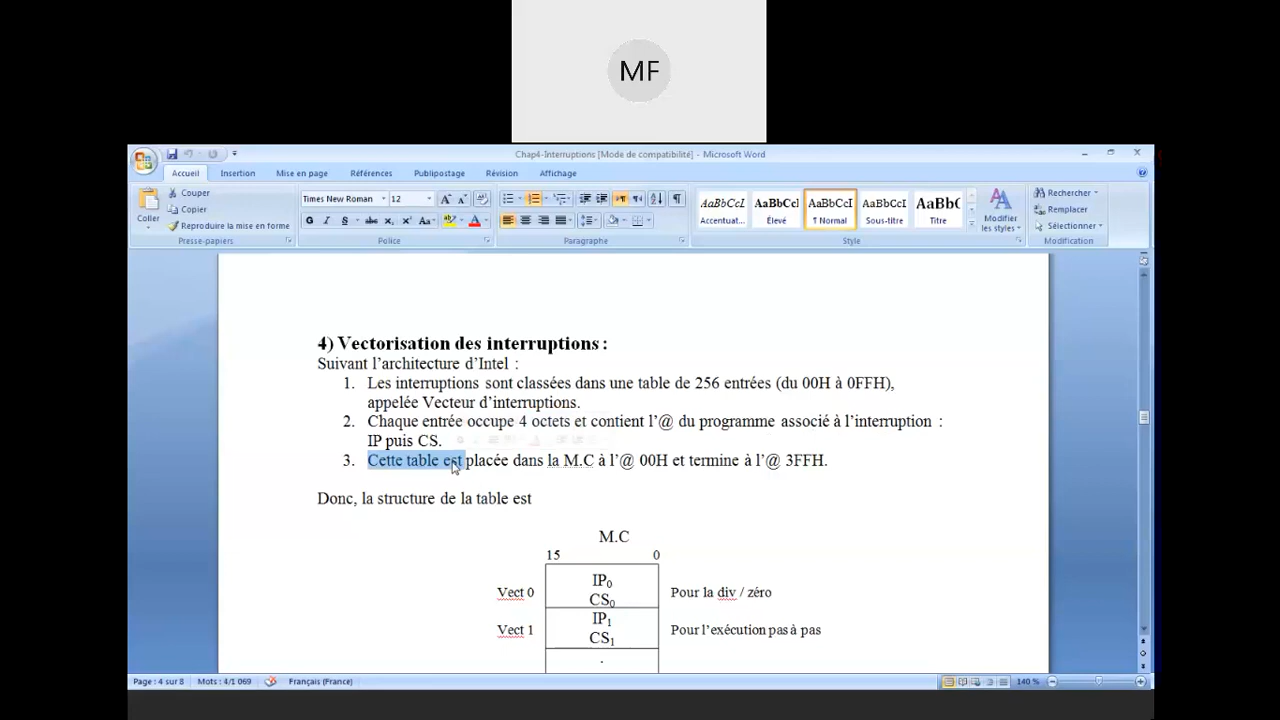 MF
Chap4-Interruptions [Mode de compatibilité] - Microsoft Word
Accueil Insertion Mise en page Références Publipostage Révision Affichage
Coller
Couper
Copier
Reproduire la mise en forme
Presse-papiers
Times New Roman 12
Police
Paragraphe
AaBbCcI AaBbCcI AaBbCcI AaBbCcI AaBbC
Accentuat... Élevé ¶ Normal Sous-titre Titre
Style
Modifier
les styles
Rechercher
Remplacer
Sélectionner
Modification
4) Vectorisation des interruptions :
Suivant l’architecture d’Intel :
1. Les interruptions sont classées dans une table de 256 entrées (du 00H à 0FFH),
appelée Vecteur d’interruptions.
2. Chaque entrée occupe 4 octets et contient l’@ du programme associé à l’interruption :
IP puis CS.
3. Cette table est placée dans la M.C à l’@ 00H et termine à l’@ 3FFH.
Donc, la structure de la table est
M.C
15 0
Vect 0 IP0 CS0 Pour la div / zéro
Vect 1 IP1 CS1 Pour l’exécution pas à pas
.
Page : 4 sur 8 Mots : 4/1 069 Français (France) 140 %